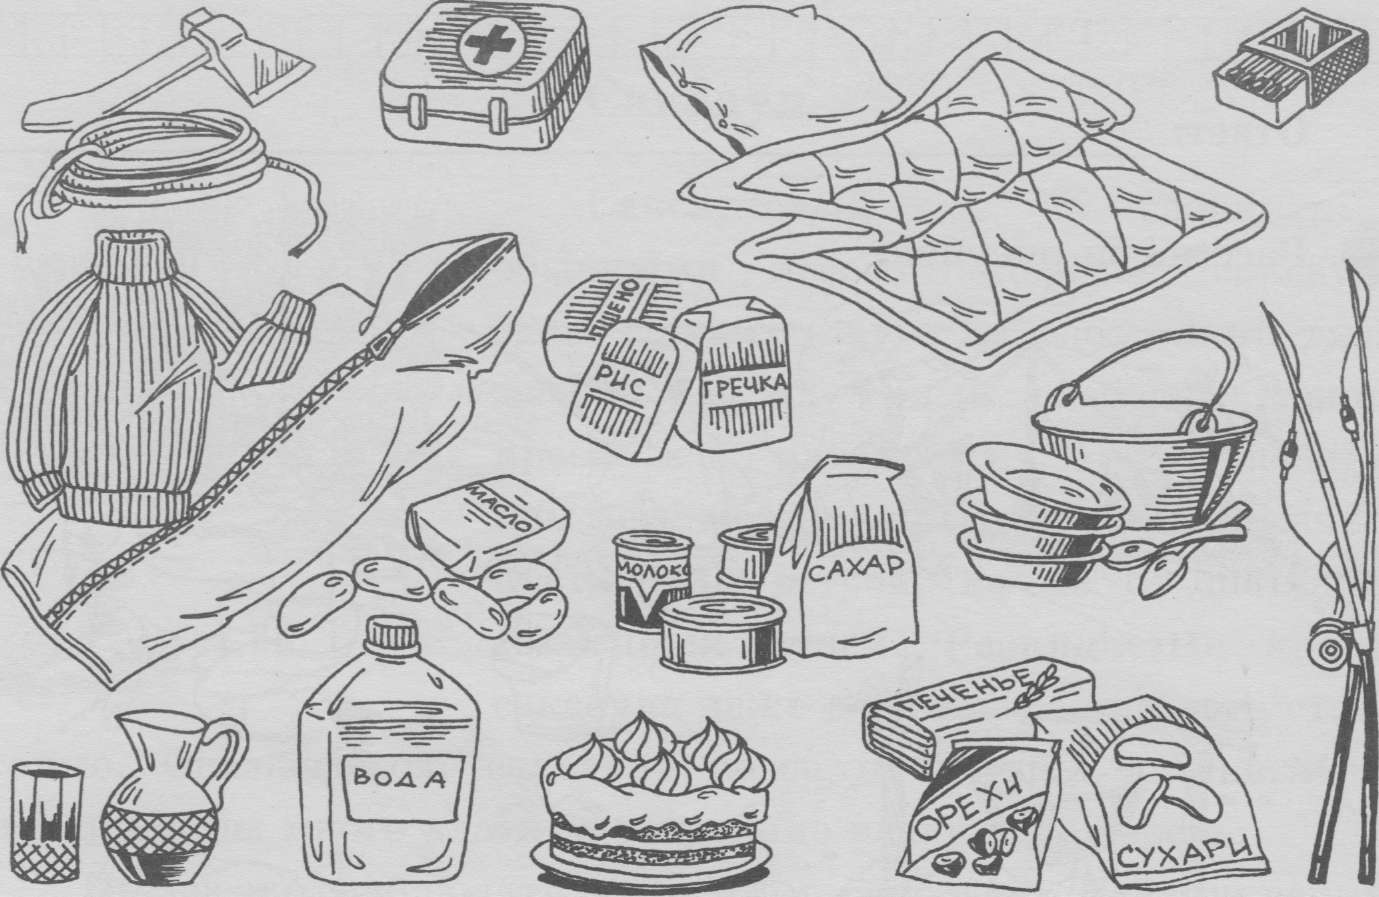 ПШЕНО
РИС
ГРЕЧКА
МАСЛО
МОЛОКО
САХАР
ПЕЧЕНЬЕ
ВОДА
ОРЕХИ
СУХАРИ